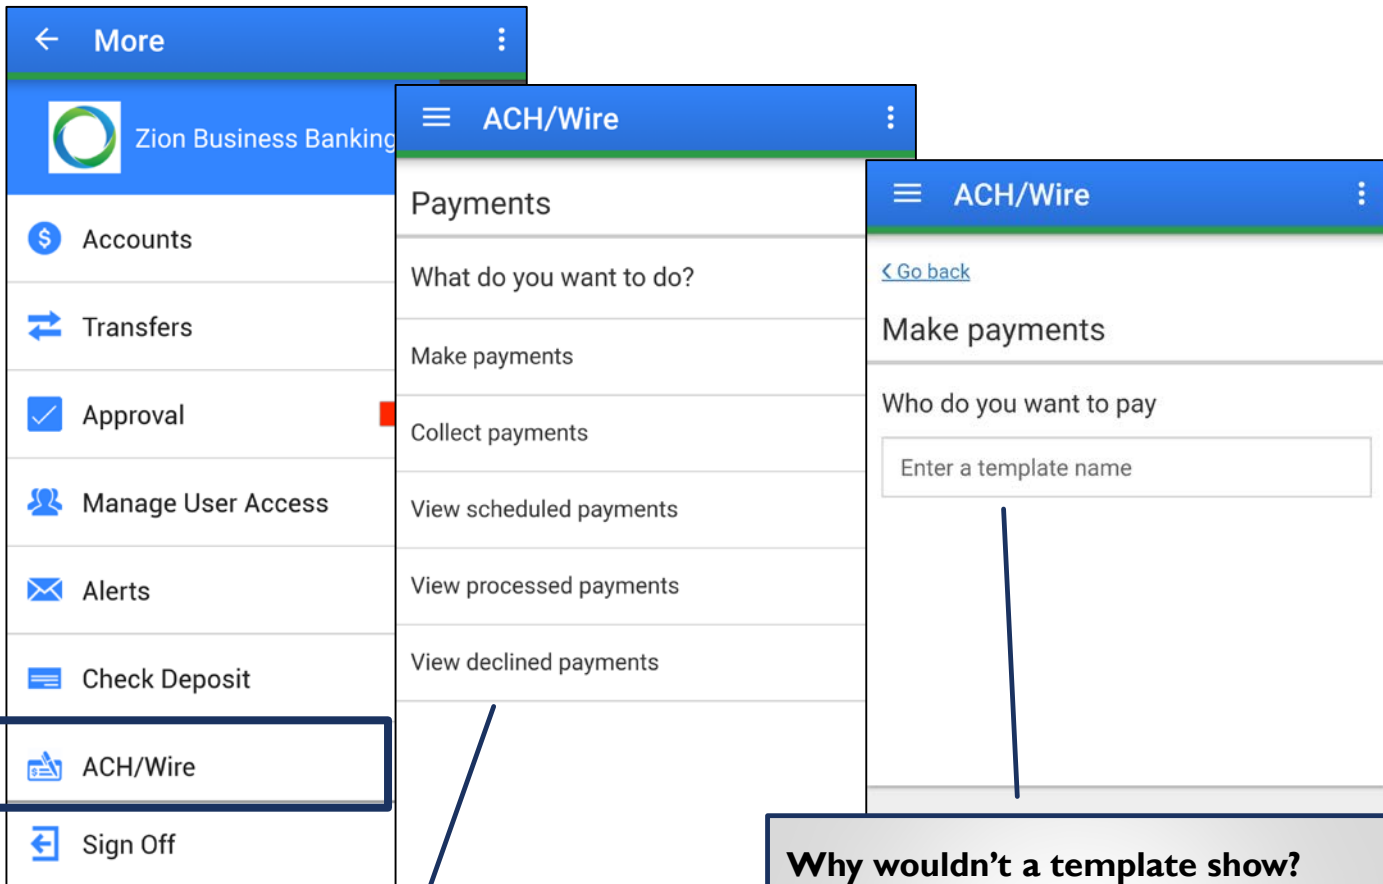 More
Zion Business Banking
Accounts
Transfers
Approval
Manage User Access
Alerts
Check Deposit
ACH/Wire
Sign Off
ACH/Wire
Payments
What do you want to do?
Make payments
Collect payments
View scheduled payments
View processed payments
View declined payments
ACH/Wire
Go back
Make payments
Who do you want to pay
Enter a template name
Why wouldn’t a template show?